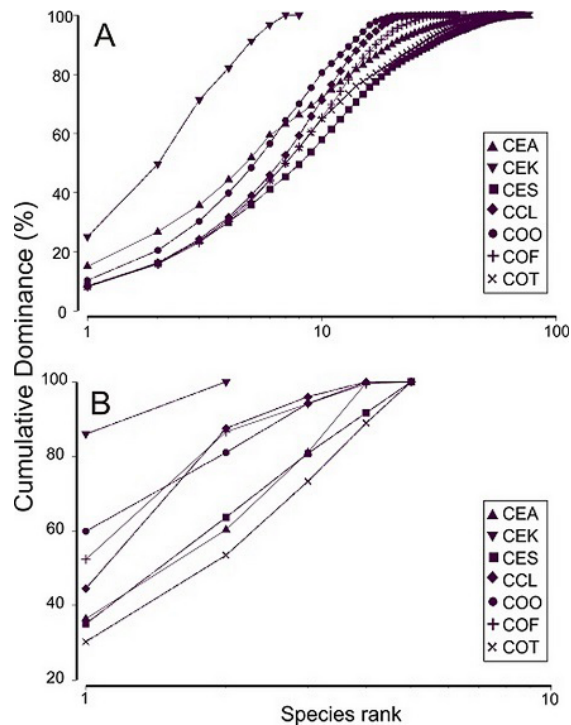 A
100
80
60
40
20
0
1
10
100
CEA
CEK
CES
CCL
COO
COF
COT
Cumulative Dominance (%)
B
100
80
60
40
20
1
10
CEA
CEK
CES
CCL
COO
COF
COT
Species rank